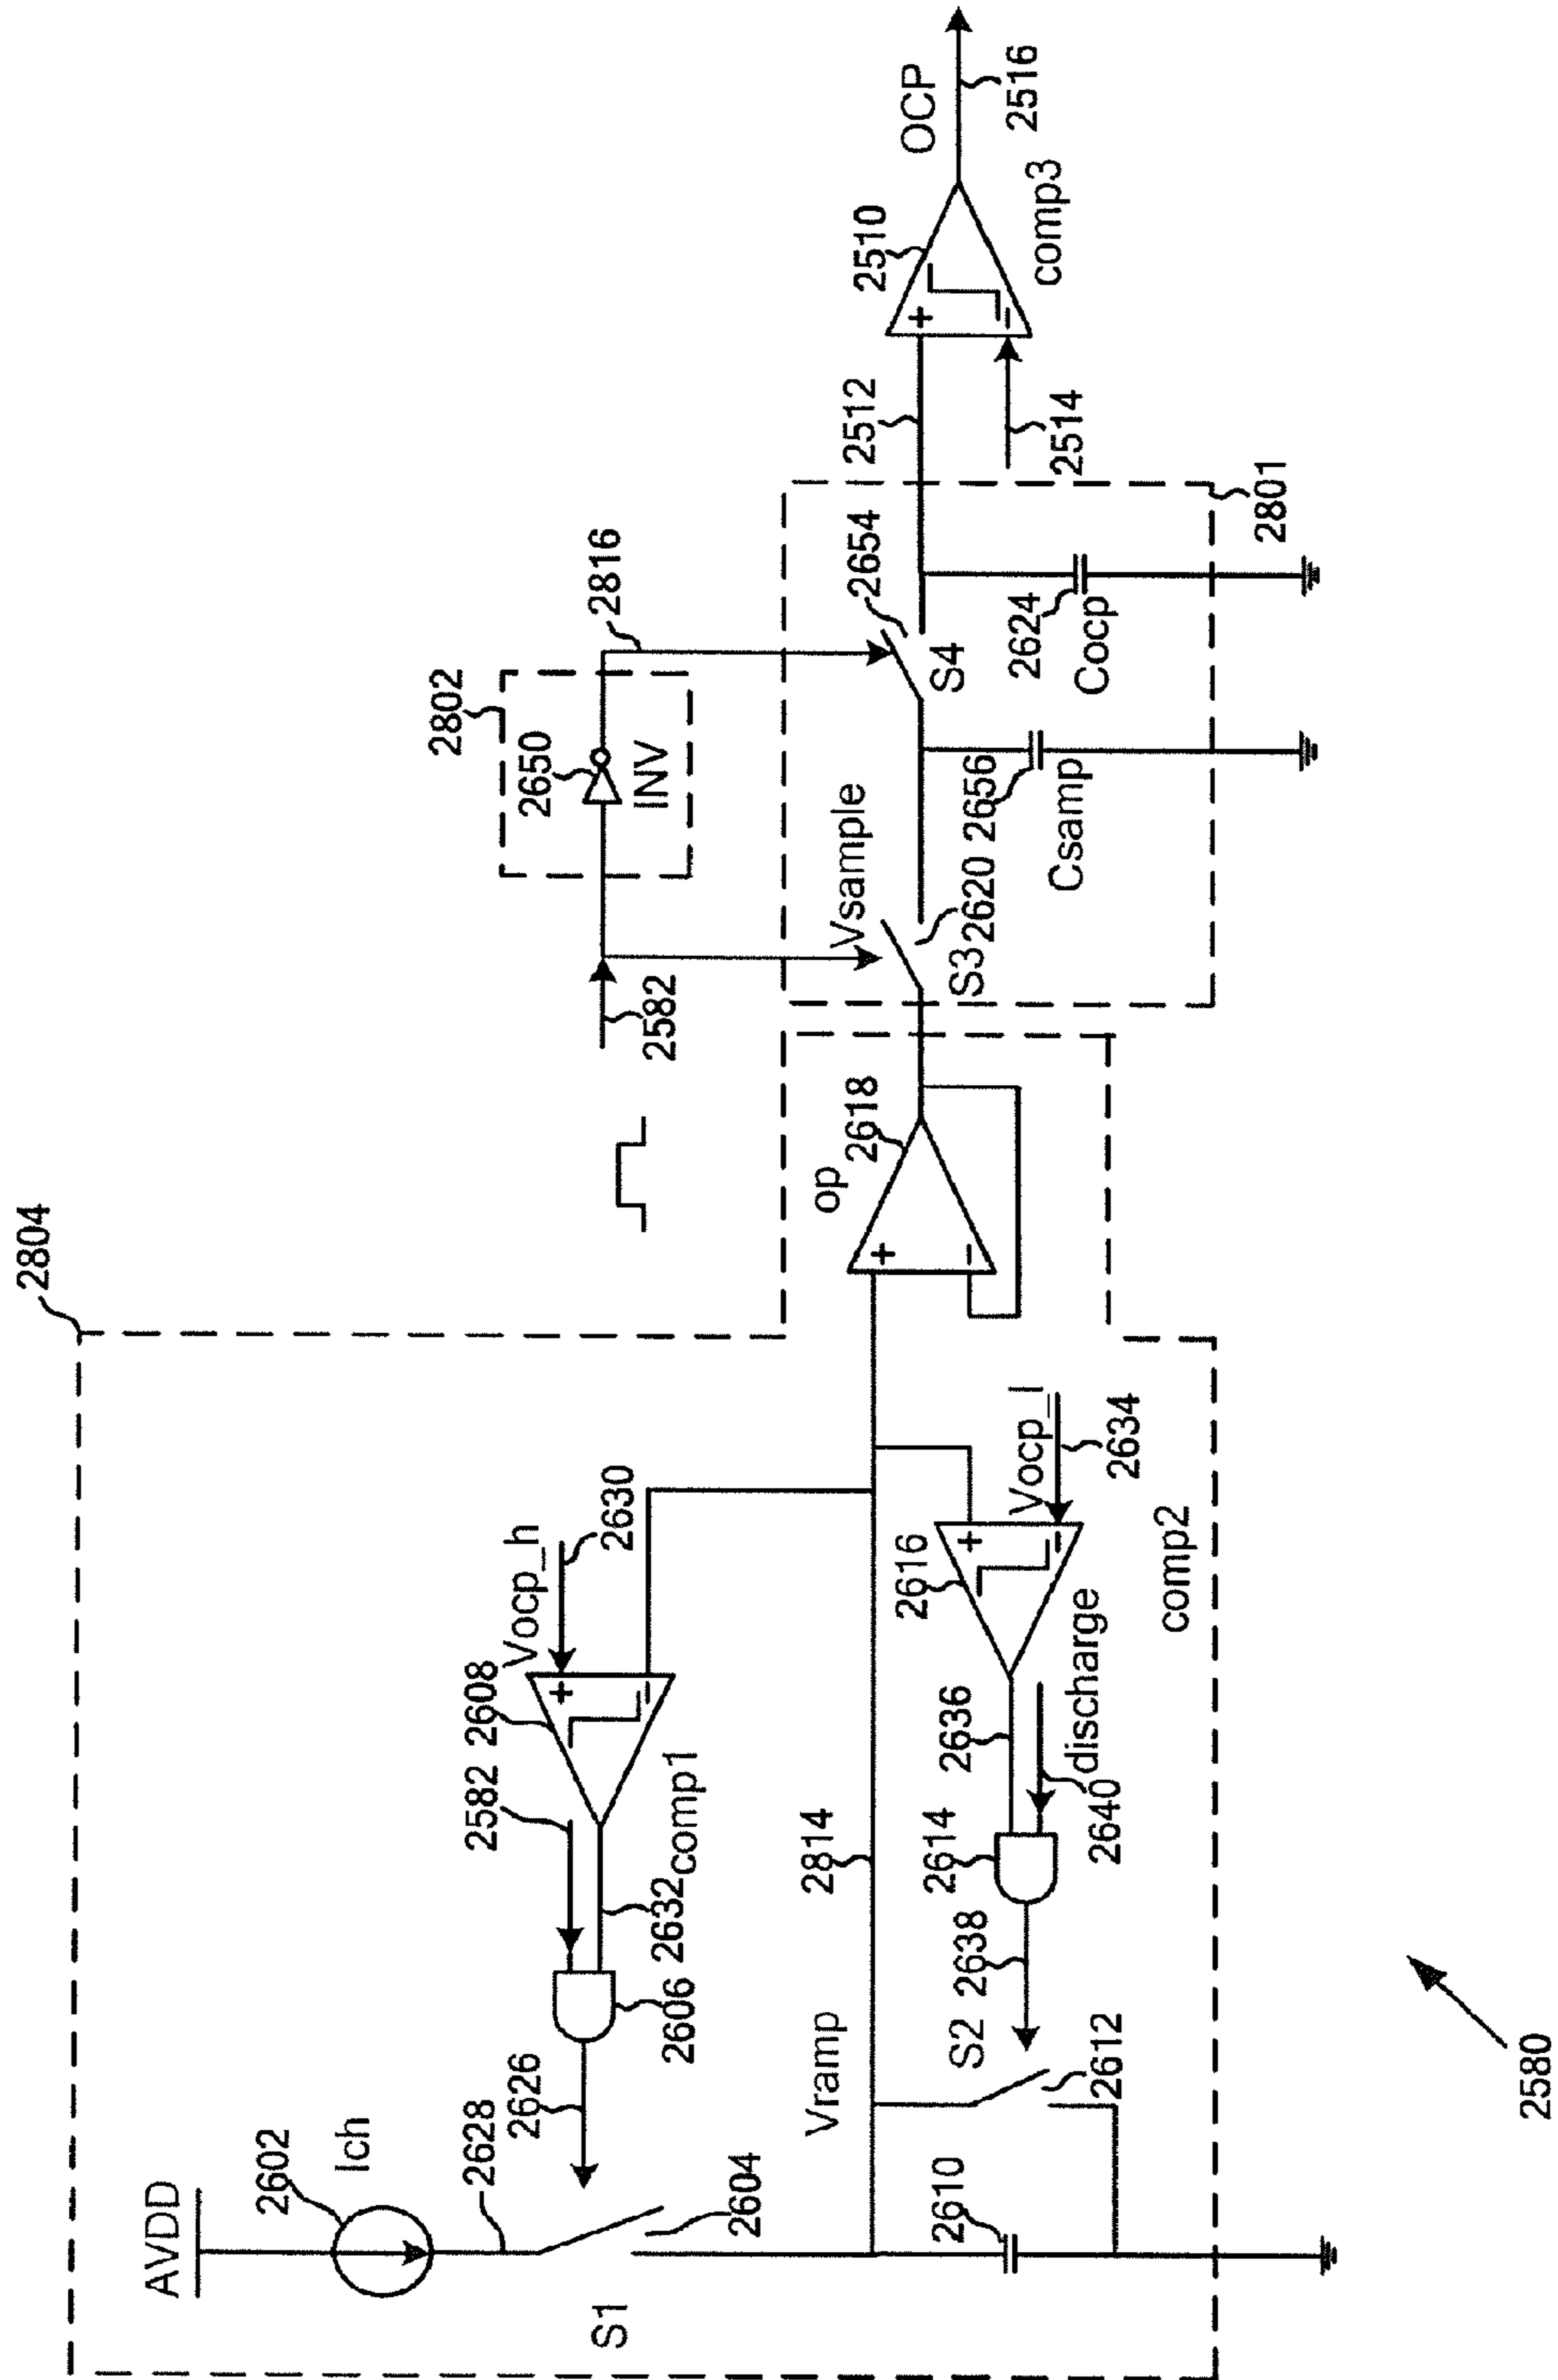 2804
AVDD
2602
Ich
2628
2626
S1
2604
2606
2632
comp1
2582
2608
Vocp_h
2630
Vramp
2814
2610
S2
2612
2638
2614
2640
2636
discharge
2616
Vocp_l
2634
comp2
+
−
+
−
op
2618
+
−
2582
2802
2650
INV
2816
Vsample
S3
2620
2656
Csamp
S4
2654
2624
Cocp
2801
2512
2514
2510
+
−
comp3
OCP
2516
2580